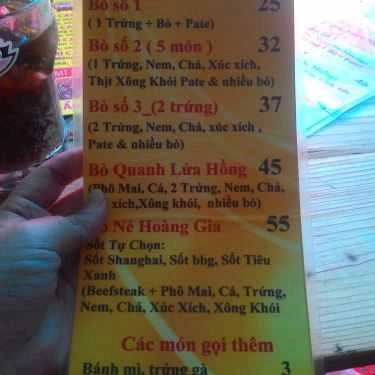 Bò số 1 25
( 1 Trứng + Bò + Pate)
Bò số 2 ( 5 món ) 32
(1 Trứng, Nem, Chả, Xúc xích,
Thịt Xông Khói Pate & nhiều bò)
Bò số 3_(2 trứng) 37
(2 Trứng, Nem, Chả, xúc xích ,
Pate & nhiều bò)
Bò Quanh Lửa Hồng 45
(Phô Mai, Cá, 2 Trứng, Nem, Chả,
xích,Xông khói, nhiều bò)
Né Hoàng Gia 55
Sốt Tự Chọn:
Sốt Shanghai, Sốt bbg, Sốt Tiêu
Xanh
(Beefsteak + Phô Mai, Cá, Trứng,
Nem, Chả, Xúc Xích, Xông Khói
Các món gọi thêm
Bánh mì, trứng gà 3